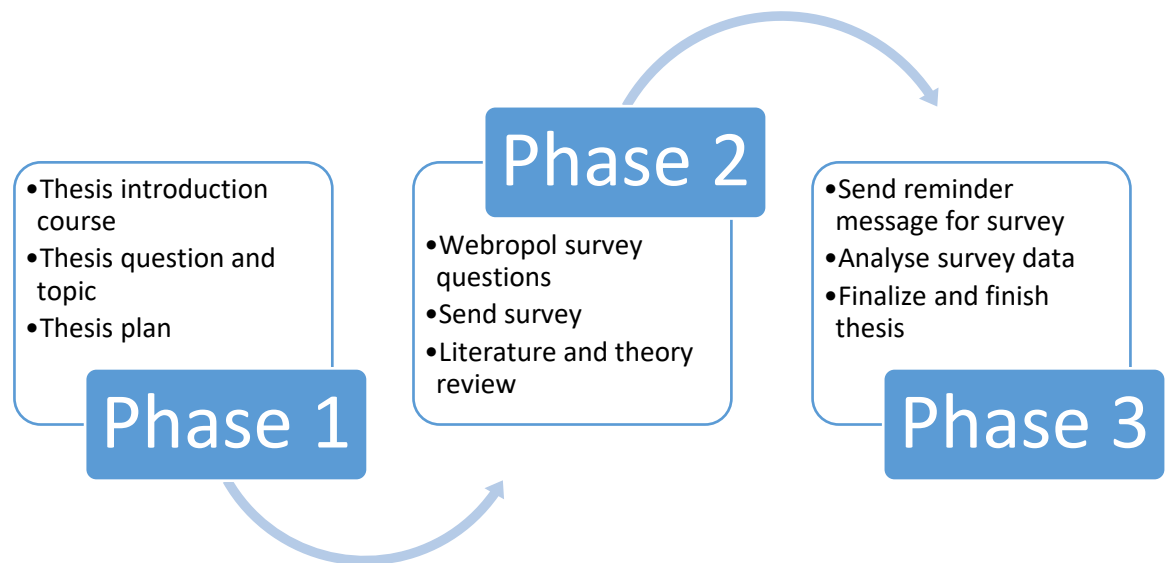 •Thesis introduction
course
•Thesis question and
topic
•Thesis plan
Phase 1
Phase 2
•Webropol survey
questions
•Send survey
•Literature and theory
review
•Send reminder
message for survey
•Analyse survey data
•Finalize and finish
thesis
Phase 3